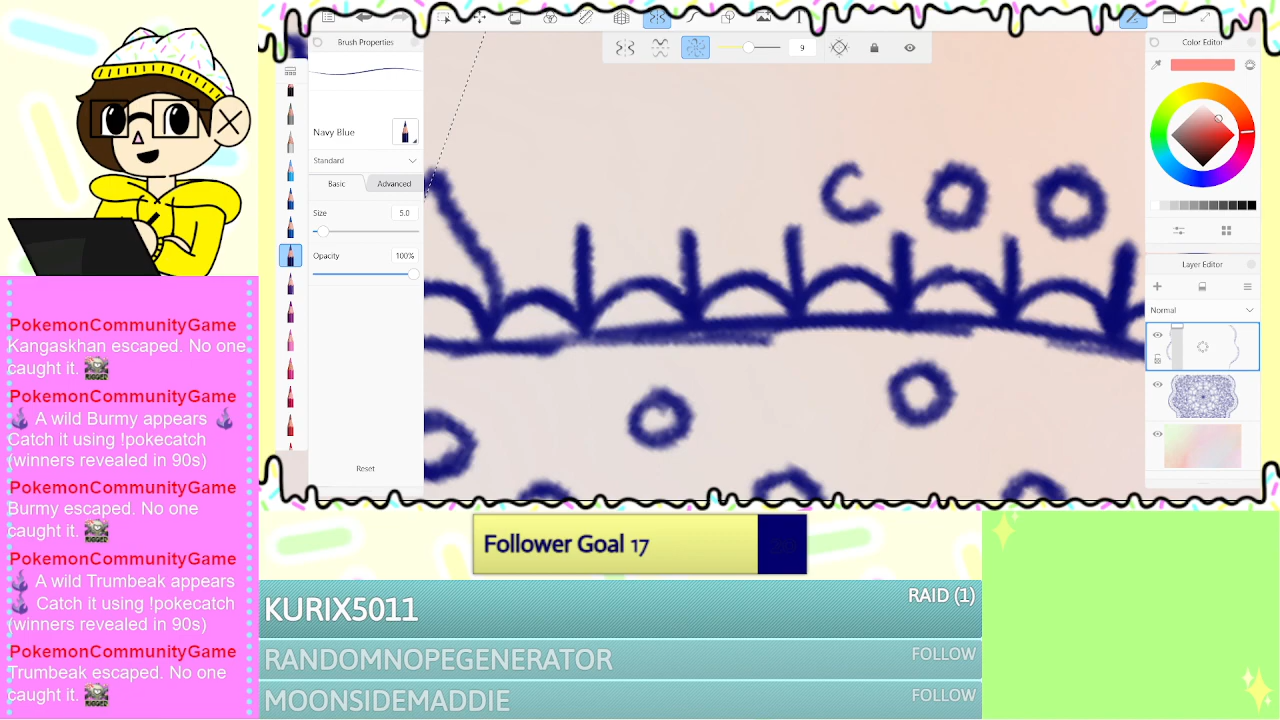 Brush Properties
9
Color Editor
Navy Blue
Standard
Basic
Advanced
Size
5.0
Opacity
100%
Reset
Layer Editor
Normal
PokemonCommunityGame
Kangaskhan escaped. No one
caught it.
PokemonCommunityGame
A wild Burmy appears
Catch it using !pokecatch
(winners revealed in 90s)
PokemonCommunityGame
Burmy escaped. No one
caught it.
PokemonCommunityGame
A wild Trumbeak appears
Catch it using !pokecatch
(winners revealed in 90s)
PokemonCommunityGame
Trumbeak escaped. No one
caught it.
Follower Goal 17
KURIX5011
RAID (1)
RANDOMNOPEGENERATOR
FOLLOW
MOONSIDEMADDIE
FOLLOW